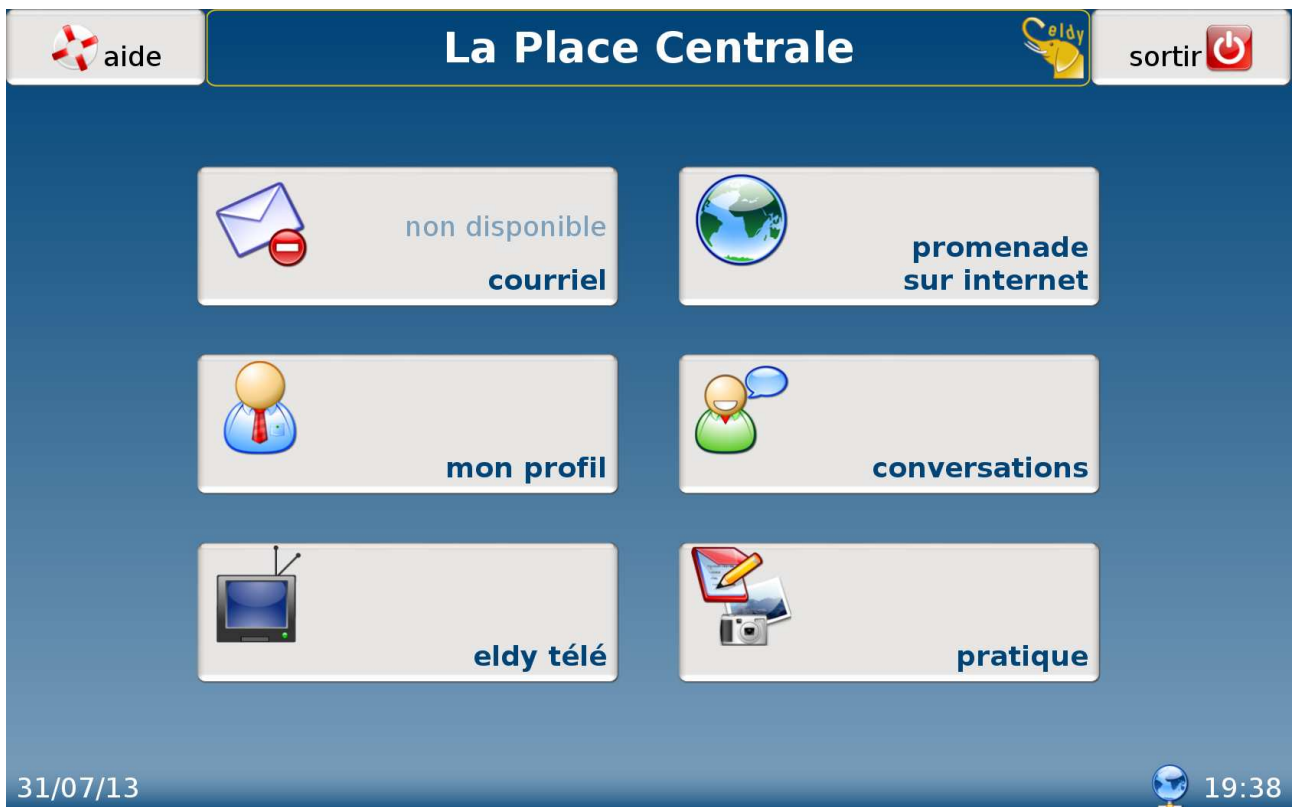 aide
La Place Centrale
eldy
sortir
non disponible
courriel
promenade
sur internet
mon profil
conversations
eldy télé
pratique
31/07/13
19:38